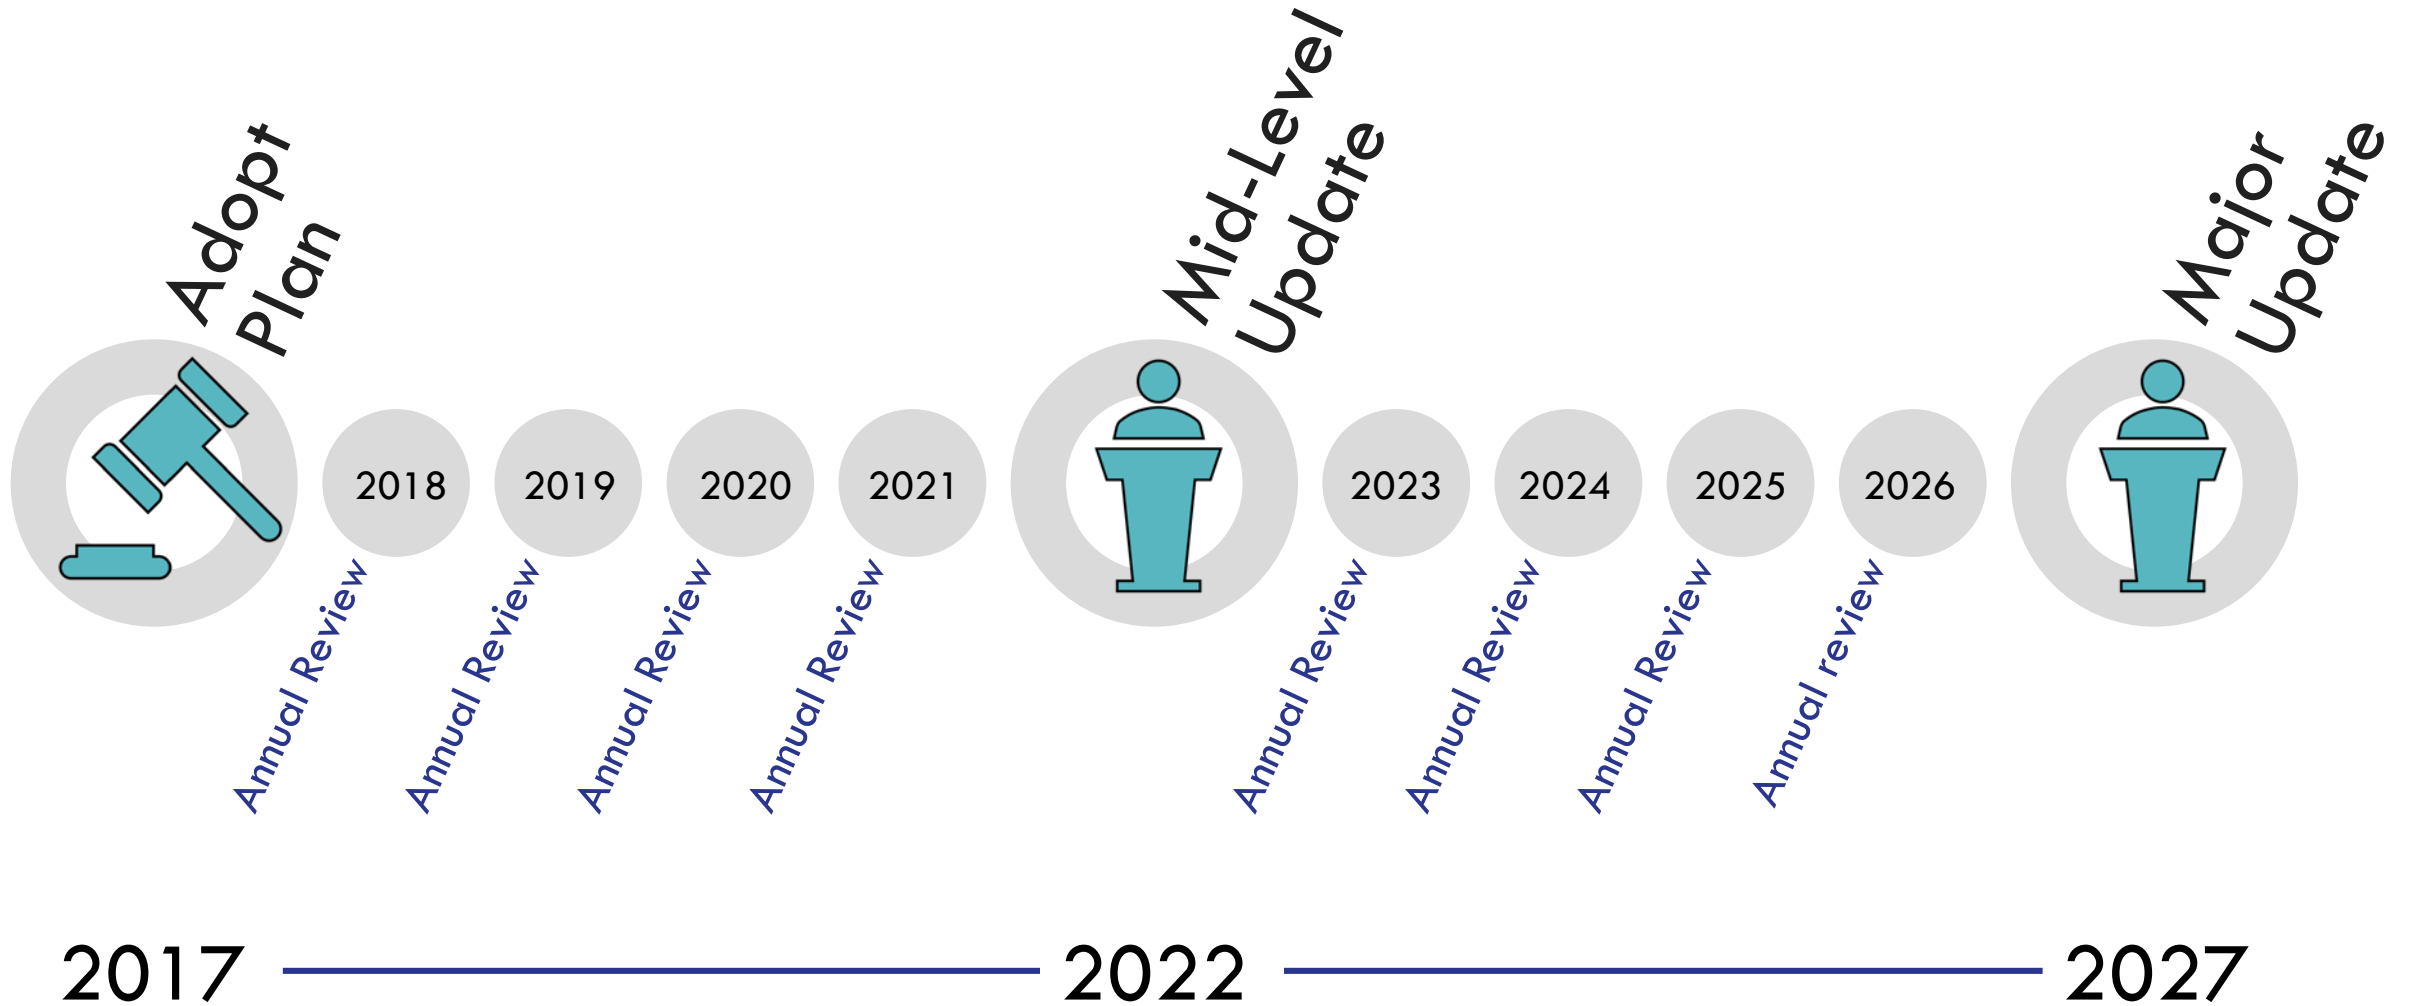 Adopt
Plan
Mid-Level
Update
Major
Update
2018
2019
2020
2021
2023
2024
2025
2026
Annual Review
Annual Review
Annual Review
Annual Review
Annual Review
Annual Review
Annual Review
Annual review
2017
2022
2027